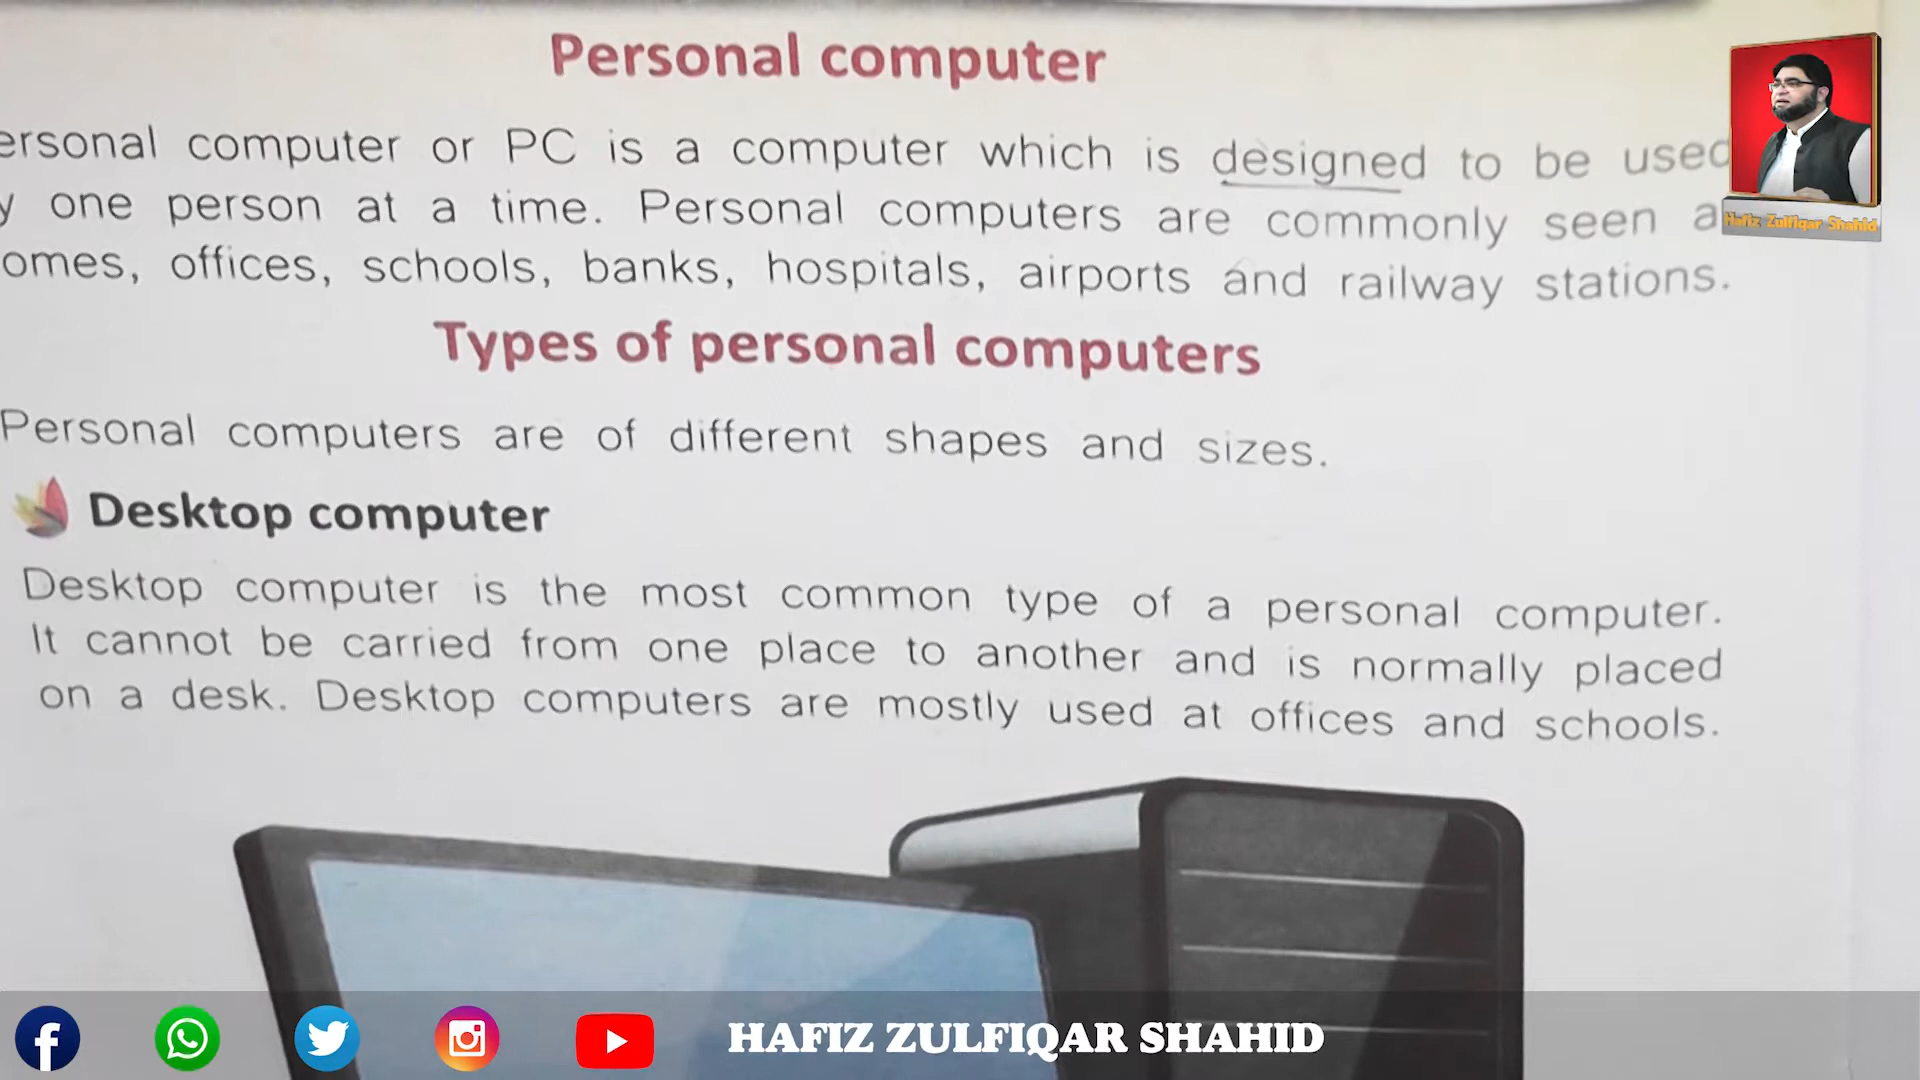 Personal computer
ersonal computer or PC is a computer which is designed to be used
y one person at a time. Personal computers are commonly seen a
omes, offices, schools, banks, hospitals, airports and railway stations.
Types of personal computers
Personal computers are of different shapes and sizes.
Desktop computer
Desktop computer is the most common type of a personal computer.
It cannot be carried from one place to another and is normally placed
on a desk. Desktop computers are mostly used at offices and schools.
Hafiz Zulfiqar Shahid
HAFIZ ZULFIQAR SHAHID